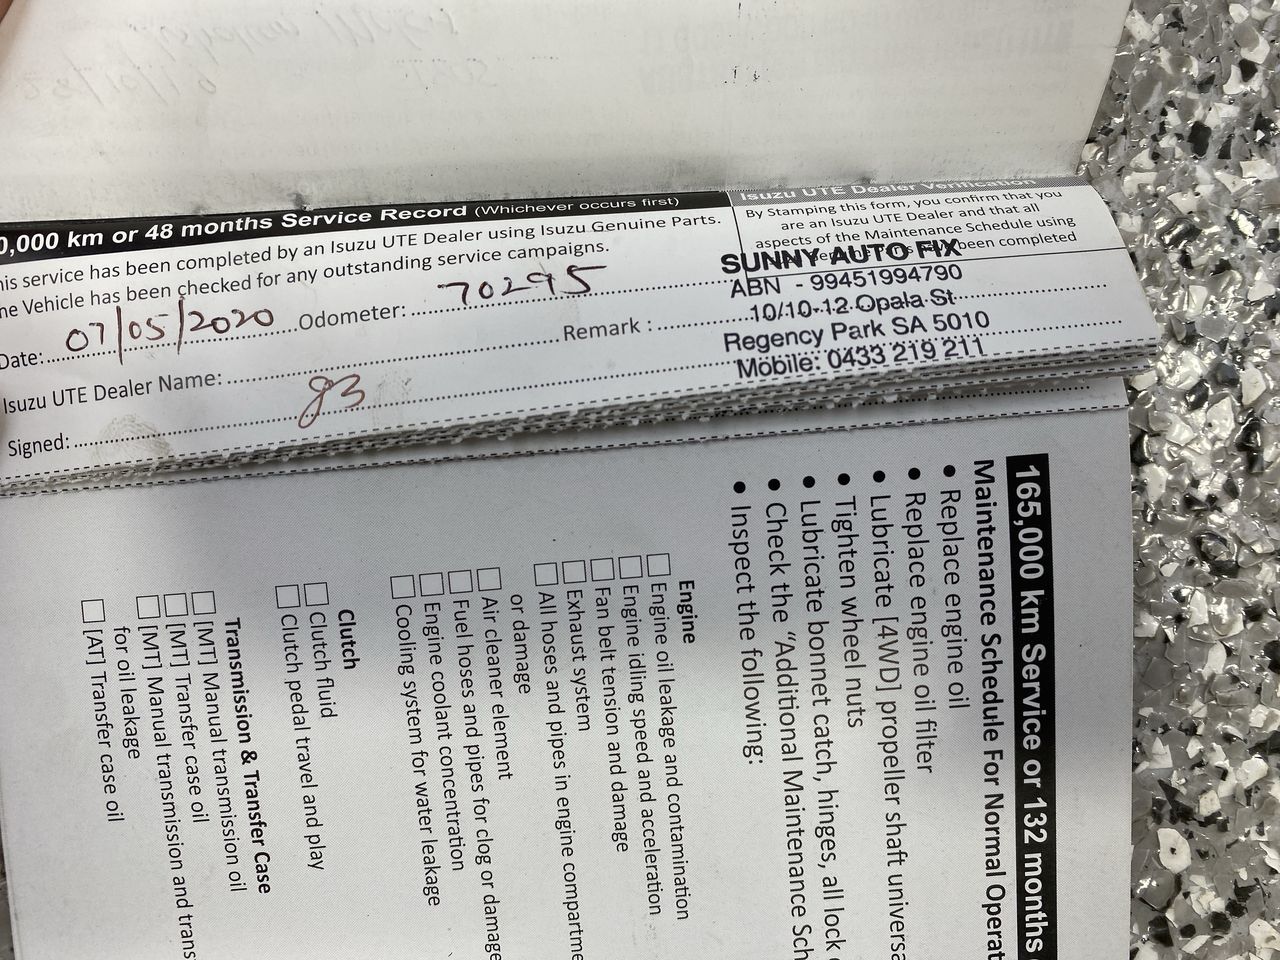 0,000 km or 48 months Service Record (Whichever occurs first)
his service has been completed by an Isuzu UTE Dealer using Isuzu Genuine Parts.
he Vehicle has been checked for any outstanding service campaigns.
Date: 07/05/2020 Odometer: 70295
Isuzu UTE Dealer Name: Remark :
Signed:
Isuzu UTE Dealer Verification
By Stamping this form, you confirm that you
are an Isuzu UTE Dealer and that all
aspects of the Maintenance Schedule using
been completed
SUNNY AUTO FIX
ABN - 99451994790
10/10-12 Opala St
Regency Park SA 5010
Mobile: 0433 219 211
165,000 km Service or 132 months
Maintenance Schedule For Normal Operat
• Replace engine oil
• Replace engine oil filter
• Lubricate [4WD] propeller shaft universa
• Tighten wheel nuts
• Lubricate bonnet catch, hinges, all lock
• Check the “Additional Maintenance Sch
• Inspect the following:
Engine
Engine oil leakage and contamination
Engine idling speed and acceleration
Fan belt tension and damage
Exhaust system
All hoses and pipes in engine compartme
or damage
Air cleaner element
Fuel hoses and pipes for clog or damage
Engine coolant concentration
Cooling system for water leakage
Clutch
Clutch fluid
Clutch pedal travel and play
Transmission & Transfer Case
[MT] Manual transmission oil
[MT] Transfer case oil
[MT] Manual transmission and trans
for oil leakage
[AT] Transfer case oil